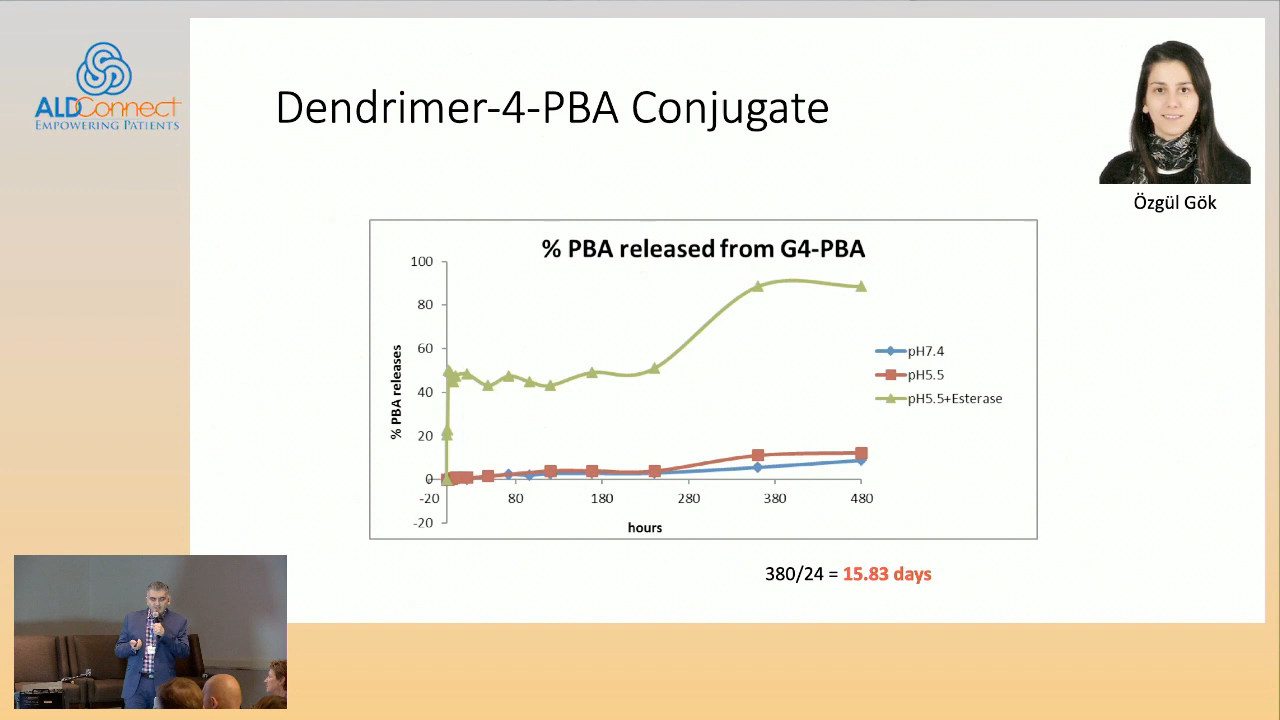 ALDConnect
EMPOWERING PATIENTS
Dendrimer-4-PBA Conjugate
Özgül Gök
% PBA released from G4-PBA
% PBA releases
100
80
60
40
20
0
-20
-20
80
180
280
380
480
hours
pH7.4
pH5.5
pH5.5+Esterase
380/24 = 15.83 days